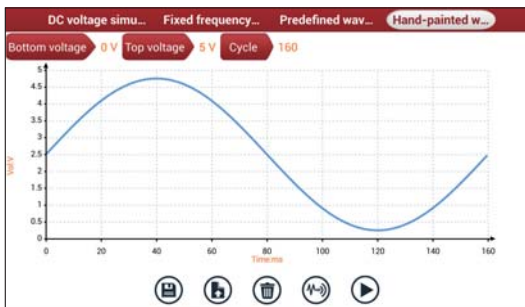 DC voltage simu... Fixed frequency... Predefined wav... Hand-painted w...
Bottom voltage 0 V Top voltage 5 V Cycle 160
5
4.5
4
3.5
3
2.5
2
1.5
1
0.5
0
Vol:V
0 20 40 60 80 100 120 140 160
Time:ms